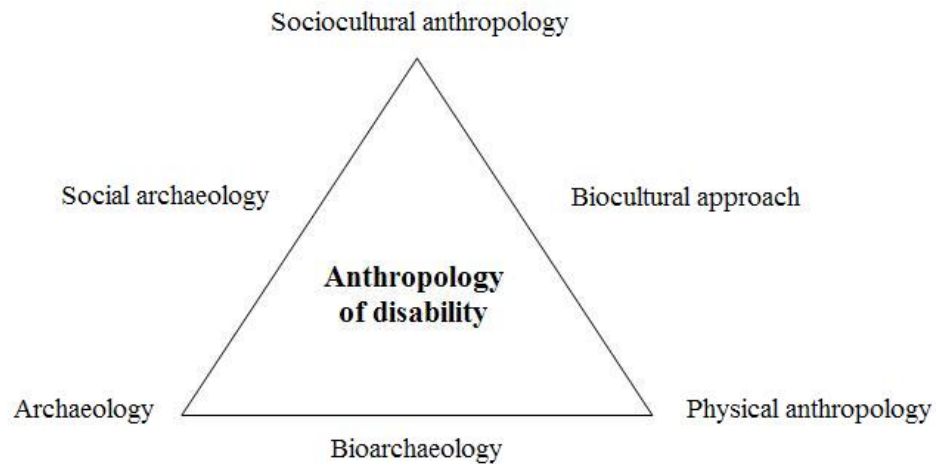 Sociocultural anthropology
Social archaeology
Biocultural approach
Anthropology
of disability
Archaeology
Physical anthropology
Bioarchaeology